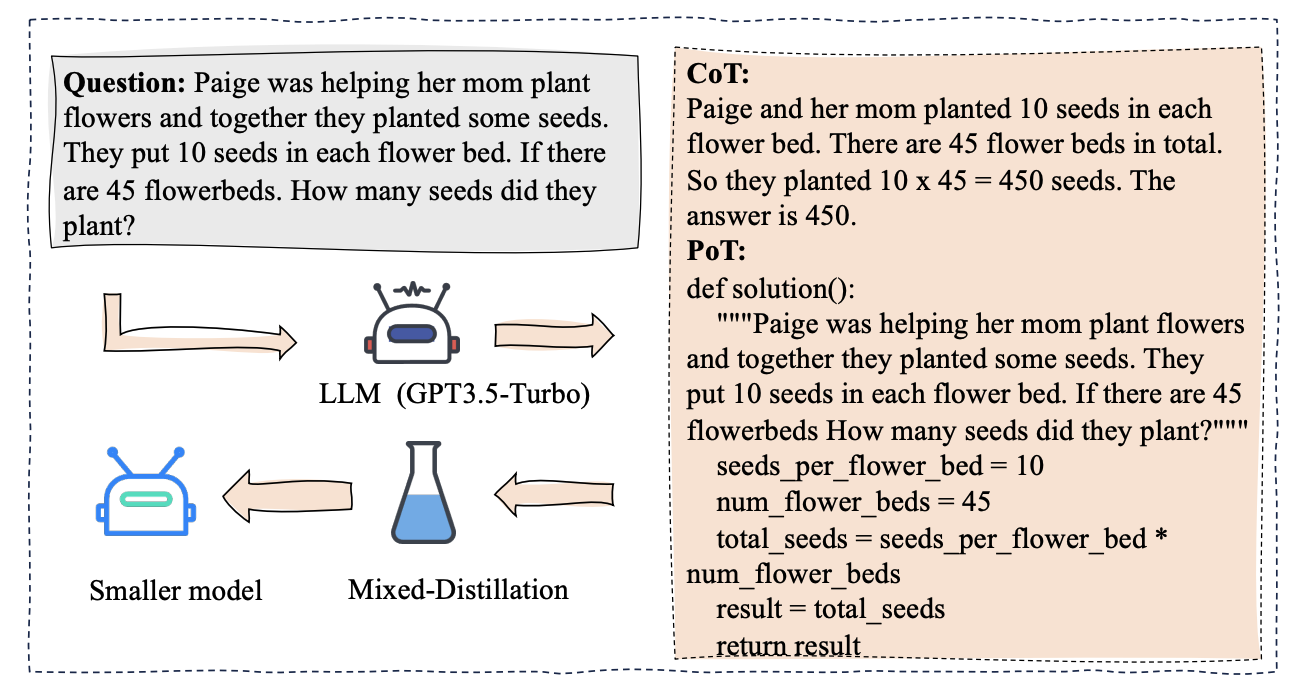 Question: Paige was helping her mom plant
flowers and together they planted some seeds.
They put 10 seeds in each flower bed. If there
are 45 flowerbeds. How many seeds did they
plant?
LLM (GPT3.5-Turbo)
Smaller model
Mixed-Distillation
CoT:
Paige and her mom planted 10 seeds in each
flower bed. There are 45 flower beds in total.
So they planted 10 x 45 = 450 seeds. The
answer is 450.
PoT:
def solution():
"""Paige was helping her mom plant flowers
and together they planted some seeds. They
put 10 seeds in each flower bed. If there are 45
flowerbeds How many seeds did they plant?"""
seeds_per_flower_bed = 10
num_flower_beds = 45
total_seeds = seeds_per_flower_bed *
num_flower_beds
result = total_seeds
return result